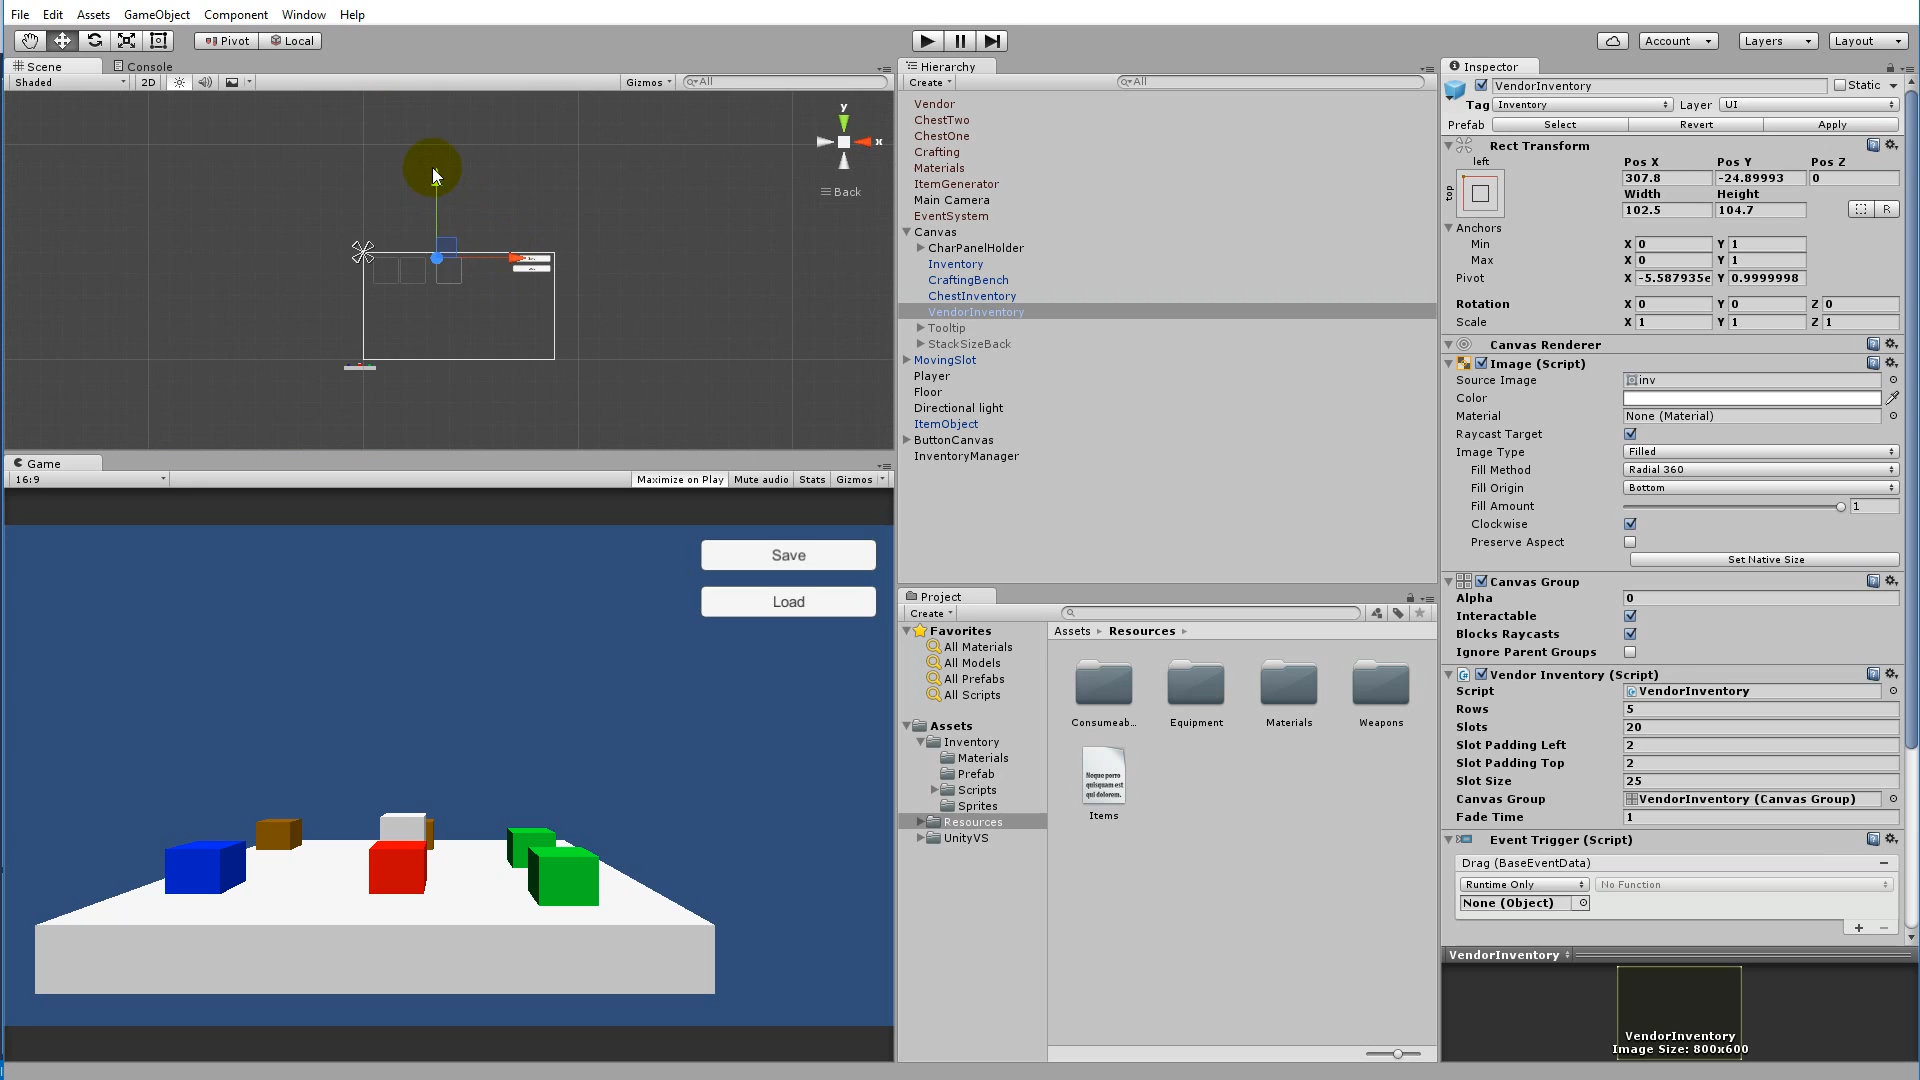 File Edit Assets GameObject Component Window Help
Pivot Local
Account Layers Layout
Scene Console
Shaded 2D Gizmos All
y
x
Back
Game
16:9 Maximize on Play Mute audio Stats Gizmos
Save
Load
Hierarchy
Create All
Vendor
ChestTwo
ChestOne
Crafting
Materials
ItemGenerator
Main Camera
EventSystem
Canvas
CharPanelHolder
Inventory
CraftingBench
ChestInventory
VendorInventory
Tooltip
StackSizeBack
MovingSlot
Player
Floor
Directional light
ItemObject
ButtonCanvas
InventoryManager
Project
Create
Favorites
All Materials
All Models
All Prefabs
All Scripts
Assets
Inventory
Materials
Prefab
Scripts
Sprites
Resources
UnityVS
Assets Resources
Consumeab... Equipment Materials Weapons
Neque porro
quisquam est
qui dolorem.
Items
Inspector
VendorInventory Static
Tag Inventory Layer UI
Prefab Select Revert Apply
Rect Transform
left
top
Pos X Pos Y Pos Z
307.8 -24.89993 0
Width Height
102.5 104.7 R
Anchors
Min X 0 Y 1
Max X 0 Y 1
Pivot X -5.587935e Y 0.9999998
Rotation X 0 Y 0 Z 0
Scale X 1 Y 1 Z 1
Canvas Renderer
Image (Script)
Source Image inv
Color
Material None (Material)
Raycast Target
Image Type Filled
Fill Method Radial 360
Fill Origin Bottom
Fill Amount 1
Clockwise
Preserve Aspect
Set Native Size
Canvas Group
Alpha 0
Interactable
Blocks Raycasts
Ignore Parent Groups
Vendor Inventory (Script)
Script VendorInventory
Rows 5
Slots 20
Slot Padding Left 2
Slot Padding Top 2
Slot Size 25
Canvas Group VendorInventory (Canvas Group)
Fade Time 1
Event Trigger (Script)
Drag (BaseEventData)
Runtime Only No Function
None (Object)
VendorInventory
VendorInventory
Image Size: 800x600